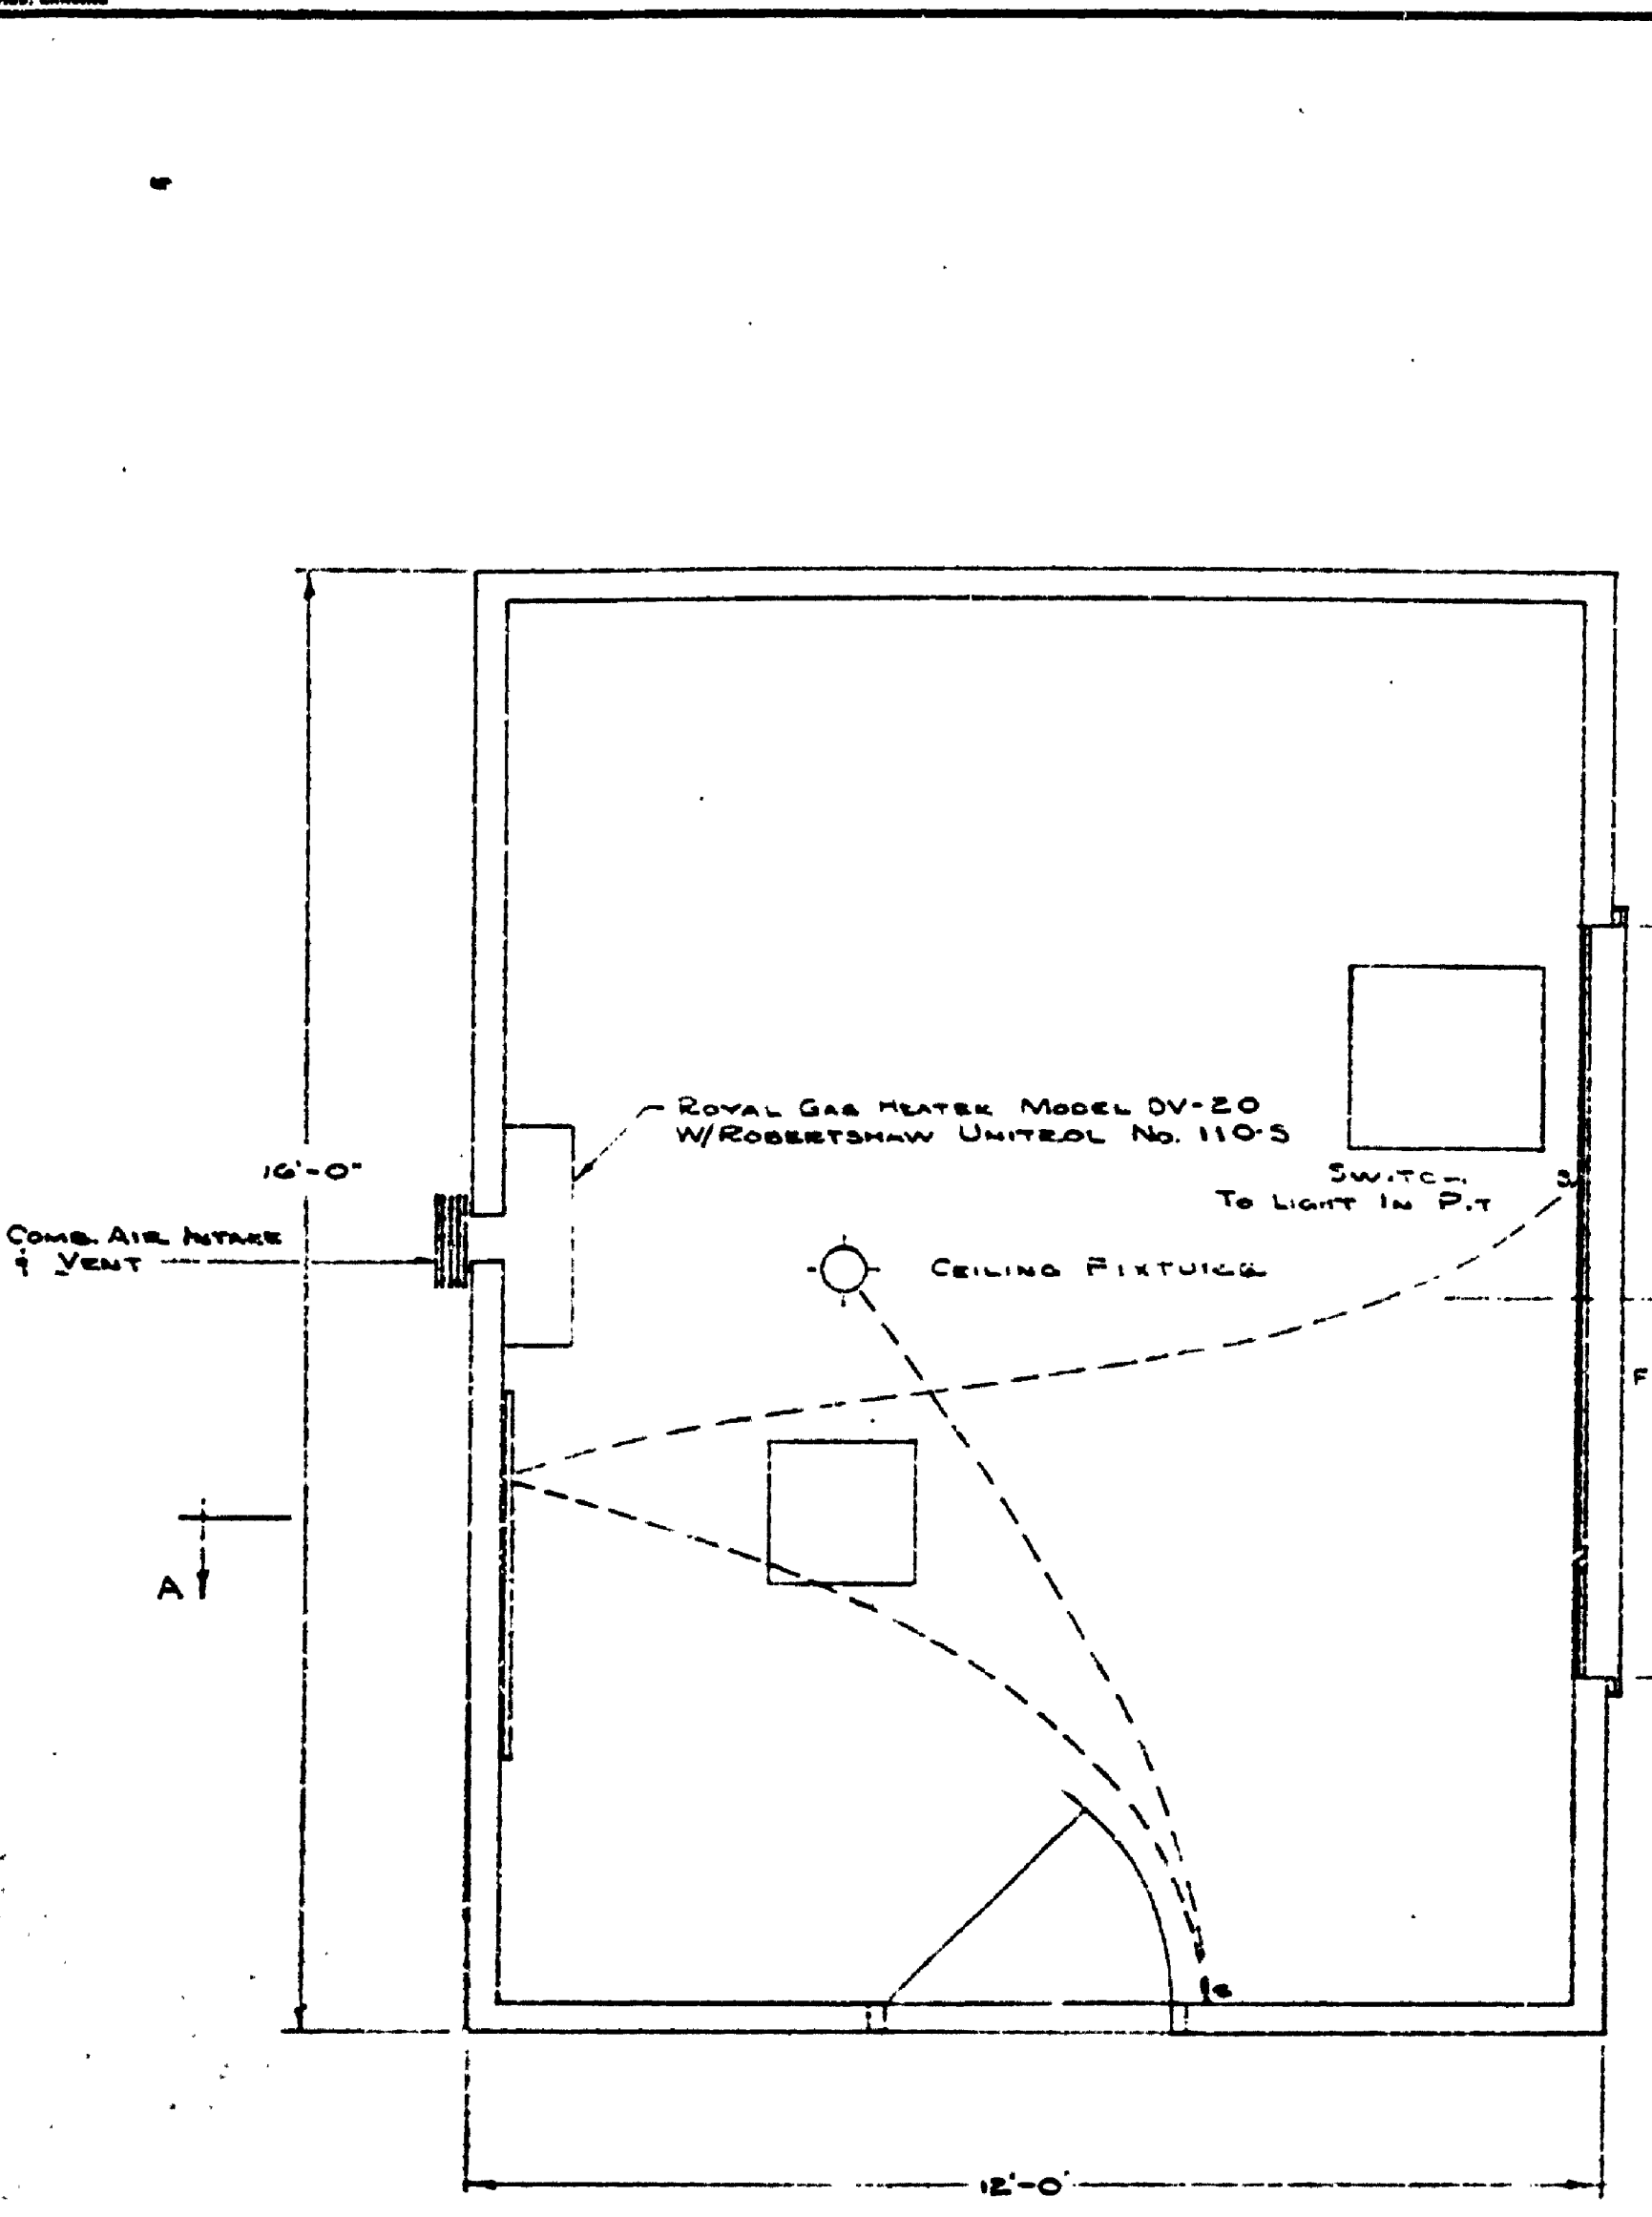 ROYAL GAS HEATER MODEL DV-20
W/ROBERTSHAW UNITROL NO. 110-S
16'-0"
SWITCH
TO LIGHT IN PIT
S
COMB. AIR INTAKE
& VENT
CEILING FIXTURE
F
A
S
12'-0"